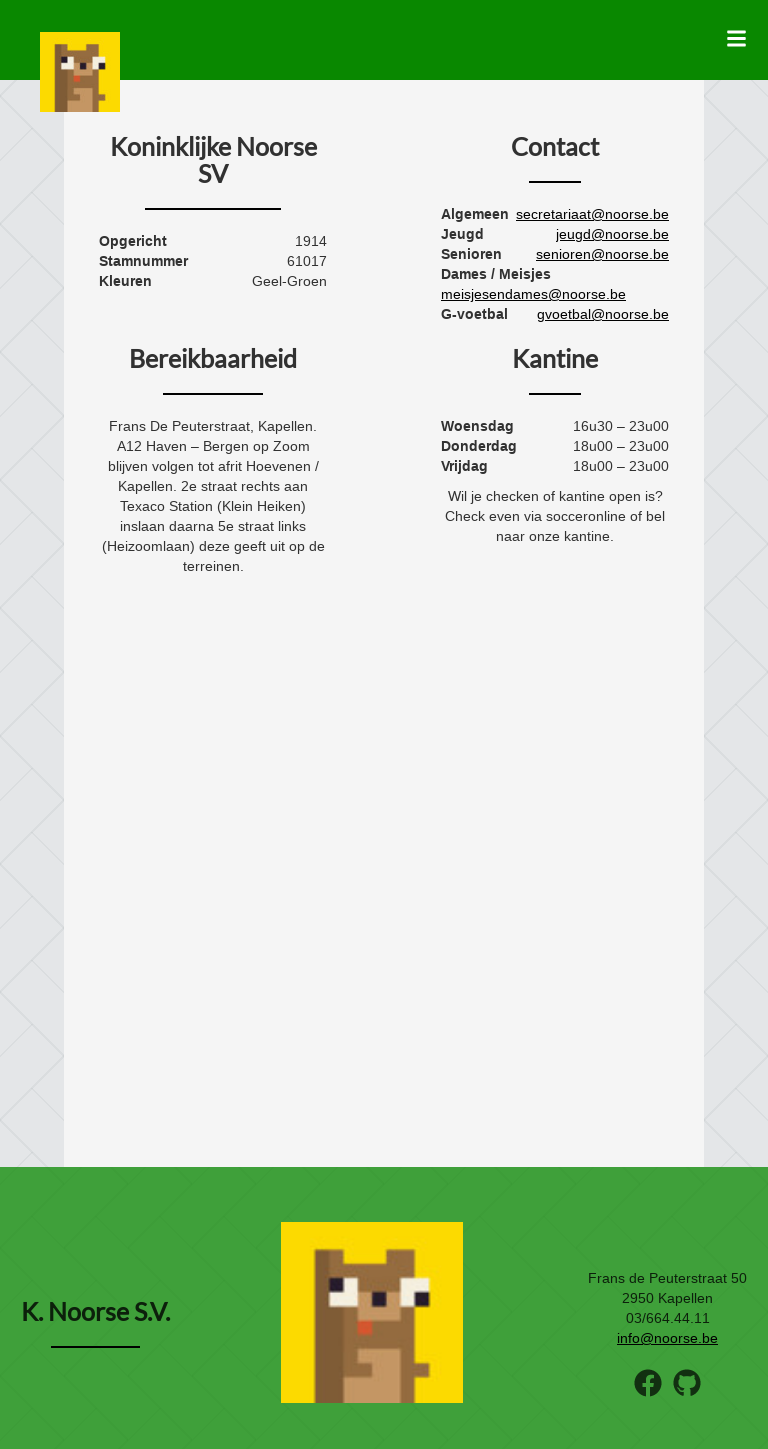 Koninklijke Noorse
SV
Opgericht 1914
Stamnummer 61017
Kleuren Geel-Groen
Contact
Algemeen secretariaat@noorse.be
Jeugd jeugd@noorse.be
Senioren senioren@noorse.be
Dames / Meisjes
meisjesendames@noorse.be
G-voetbal gvoetbal@noorse.be
Bereikbaarheid
Frans De Peuterstraat, Kapellen.
A12 Haven – Bergen op Zoom
blijven volgen tot afrit Hoevenen /
Kapellen. 2e straat rechts aan
Texaco Station (Klein Heiken)
inslaan daarna 5e straat links
(Heizoomlaan) deze geeft uit op de
terreinen.
Kantine
Woensdag 16u30 – 23u00
Donderdag 18u00 – 23u00
Vrijdag 18u00 – 23u00
Wil je checken of kantine open is?
Check even via socceronline of bel
naar onze kantine.
K. Noorse S.V.
Frans de Peuterstraat 50
2950 Kapellen
03/664.44.11
info@noorse.be